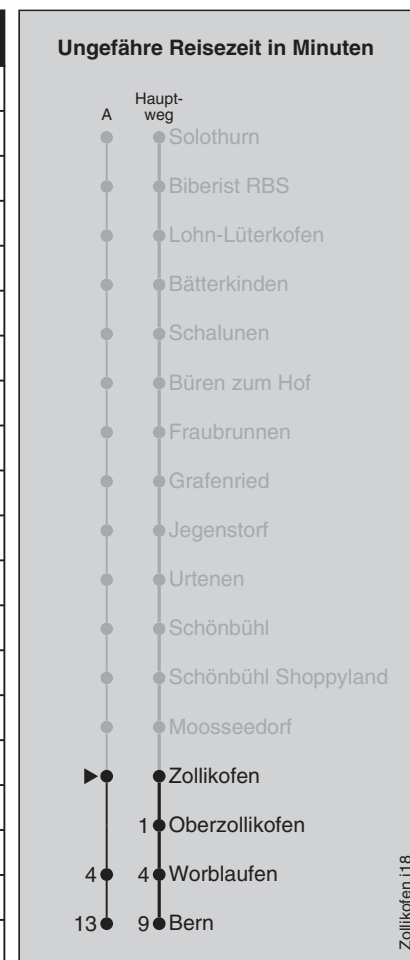 Ungefähre Reisezeit in Minuten
A
Haupt-
weg
Solothurn
Biberist RBS
Lohn-Lüterkofen
Bätterkinden
Schalunen
Büren zum Hof
Fraubrunnen
Grafenried
Jegenstorf
Urtenen
Schönbühl
Schönbühl Shoppyland
Moosseedorf
Zollikofen
1 Oberzollikofen
4 4 Worblaufen
13 9 Bern
Zollikofen j18